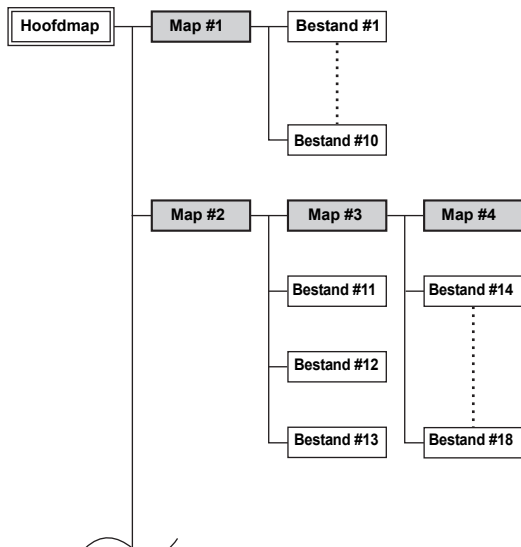 Hoofdmap
Map #1
Bestand #1
Bestand #10
Map #2
Map #3
Map #4
Bestand #11
Bestand #14
Bestand #12
Bestand #13
Bestand #18